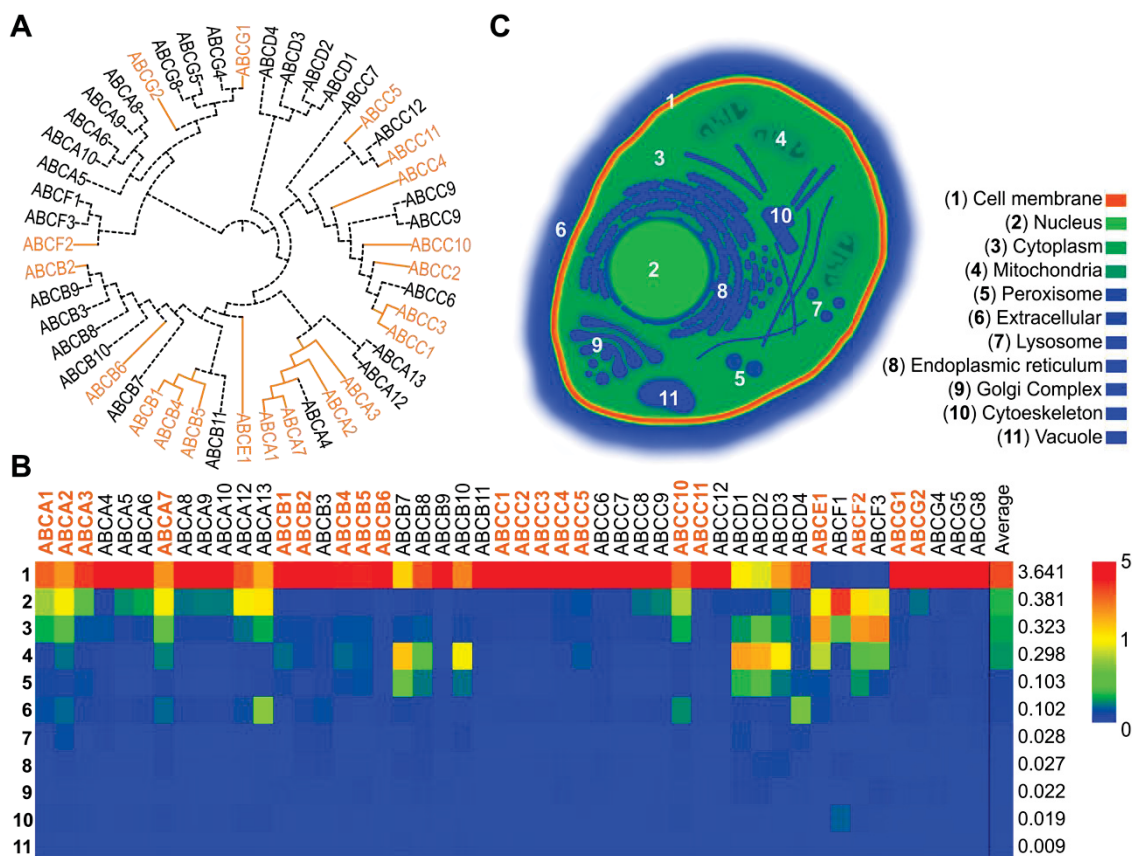 A
ABCG1
ABCD4
ABCD3
ABCD2
ABCD1
ABCC7
ABCC5
ABCC12
ABCC11
ABCC4
ABCC9
ABCC9
ABCC10
ABCC2
ABCC6
ABCC3
ABCC1
ABCA13
ABCA12
ABCA3
ABCA2
ABCA4
ABCA7
ABCA1
ABCE1
ABCB11
ABCB5
ABCB4
ABCB1
ABCB7
ABCB6
ABCB10
ABCB8
ABCB3
ABCB9
ABCB2
ABCF2
ABCF3
ABCF1
ABCA5
ABCA10
ABCA6
ABCA9
ABCA8
ABCG2
ABCG8
ABCG5
ABCG4
C
1
4
3
6
10
2
8
7
9
5
11
(1) Cell membrane
(2) Nucleus
(3) Cytoplasm
(4) Mitochondria
(5) Peroxisome
(6) Extracellular
(7) Lysosome
(8) Endoplasmic reticulum
(9) Golgi Complex
(10) Cytoeskeleton
(11) Vacuole
B
ABCA1
ABCA2
ABCA3
ABCA4
ABCA5
ABCA6
ABCA7
ABCA8
ABCA9
ABCA10
ABCA12
ABCA13
ABCB1
ABCB2
ABCB3
ABCB4
ABCB5
ABCB6
ABCB7
ABCB8
ABCB9
ABCB10
ABCB11
ABCC1
ABCC2
ABCC3
ABCC4
ABCC5
ABCC6
ABCC7
ABCC8
ABCC9
ABCC10
ABCC11
ABCC12
ABCD1
ABCD2
ABCD3
ABCD4
ABCE1
ABCF1
ABCF2
ABCF3
ABCG1
ABCG2
ABCG4
ABCG5
ABCG8
Average
1 3.641
2 0.381
3 0.323
4 0.298
5 0.103
6 0.102
7 0.028
8 0.027
9 0.022
10 0.019
11 0.009
5
1
0